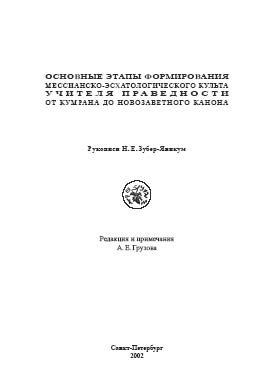 ОСНОВНЫЕ ЭТАПЫ ФОРМИРОВАНИЯ
МЕССИАНСКО-ЭСХАТОЛОГИЧЕСКОГО КУЛЬТА
УЧИТЕЛЯ ПРАВЕДНОСТИ
ОТ КУМРАНА ДО НОВОЗАВЕТНОГО КАНОНА
Рукописи Н. Е. Зубер-Яникум
Редакция и примечания
А. Е. Грузова
Санкт-Петербург
2002